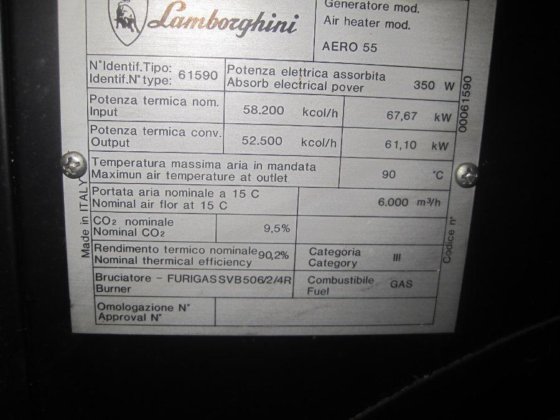 Lamborghini
Generatore mod.
Air heater mod.
AERO 55
N°Identif.Tipo:
Identif.N°type: 61590
Potenza elettrica assorbita
Absorb electrical pover 350 W
Potenza termica nom.
Input 58.200 kcol/h 67,67 kW
Potenza termica conv.
Output 52.500 kcol/h 61,10 kW
Temperatura massima aria in mandata
Maximun air temperature at outlet 90 °C
Portata aria nominale a 15 C
Nominal air flor at 15 C 6.000 m³/h
CO₂ nominale
Nominal CO₂ 9,5%
Rendimento termico nominale
Nominal thermal efficiency 90,2%
Categoria
Category III
Bruciatore - FURIGAS SVB506/2/4R
Burner
Combustibile
Fuel GAS
Omologazione N°
Approval N°
Made in ITALY
Codice n°
00061590